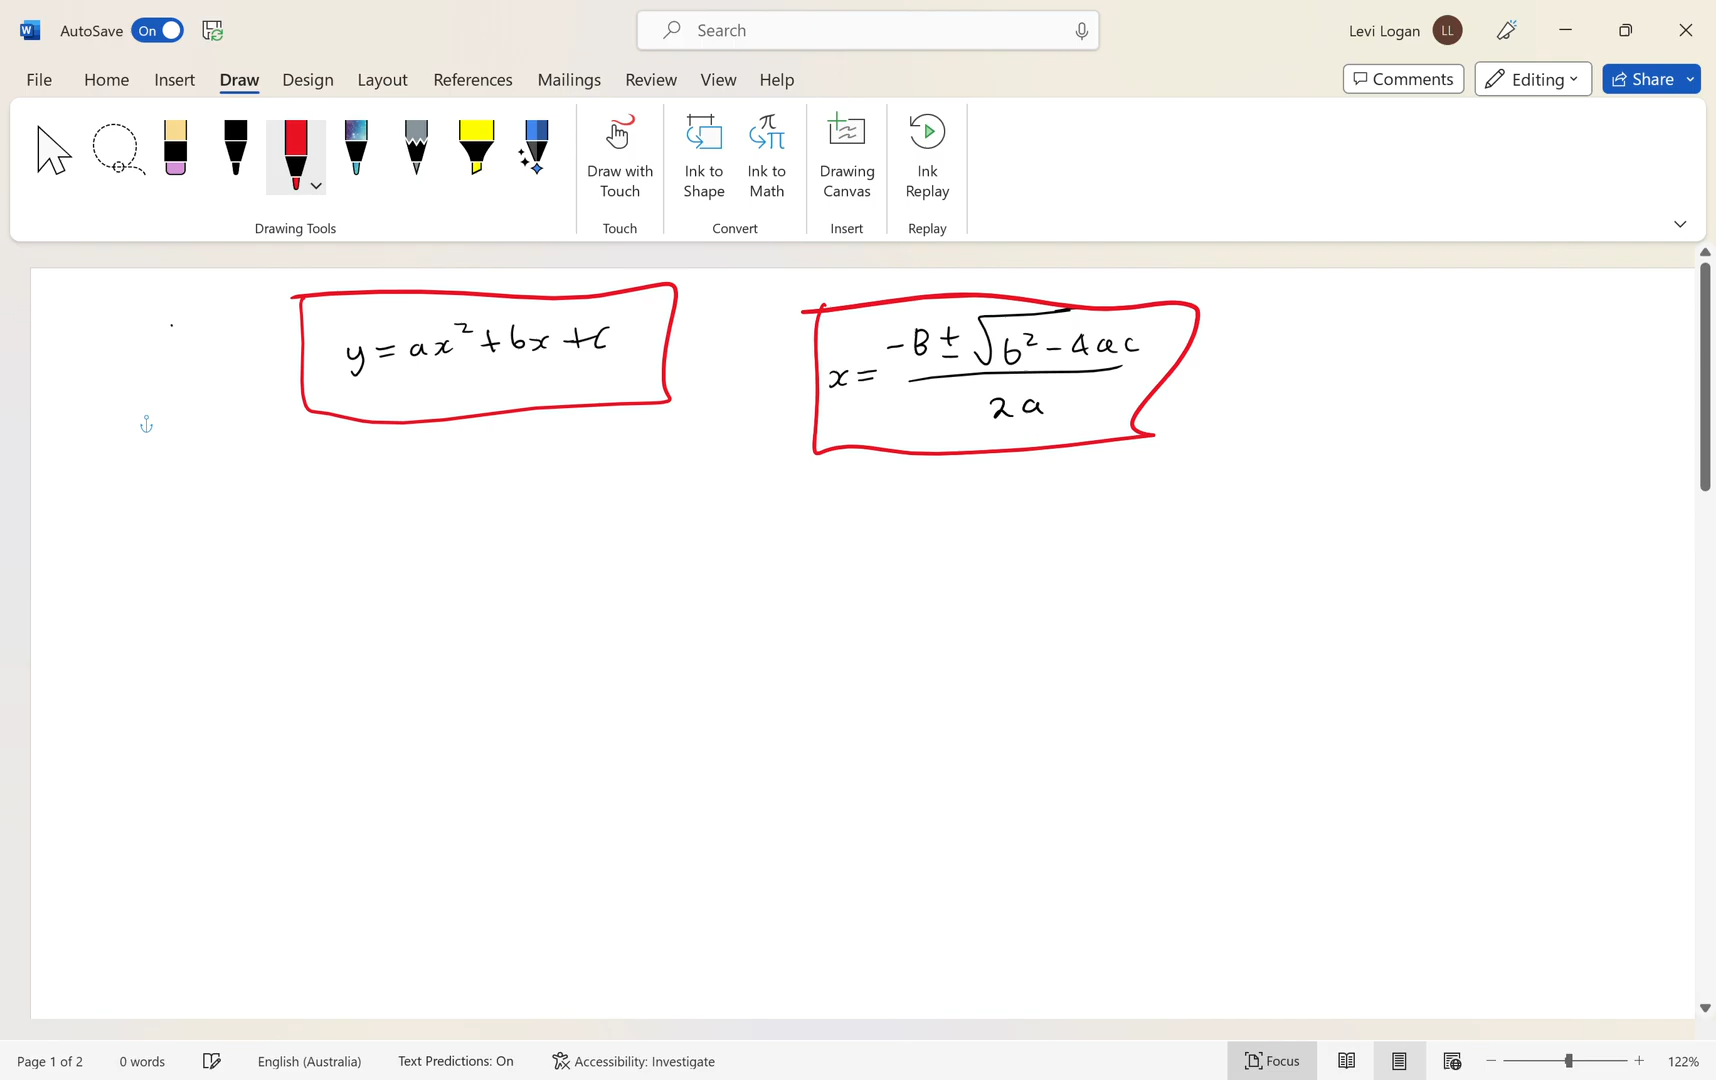 W AutoSave On Search Levi Logan LL
File Home Insert Draw Design Layout References Mailings Review View Help Comments Editing Share
Draw with Touch
Ink to Shape
Ink to Math
Drawing Canvas
Ink Replay
Drawing Tools Touch Convert Insert Replay
y = ax² + bx + c
x = -B ± √b² - 4ac
2a
Page 1 of 2 0 words English (Australia) Text Predictions: On Accessibility: Investigate Focus 122%